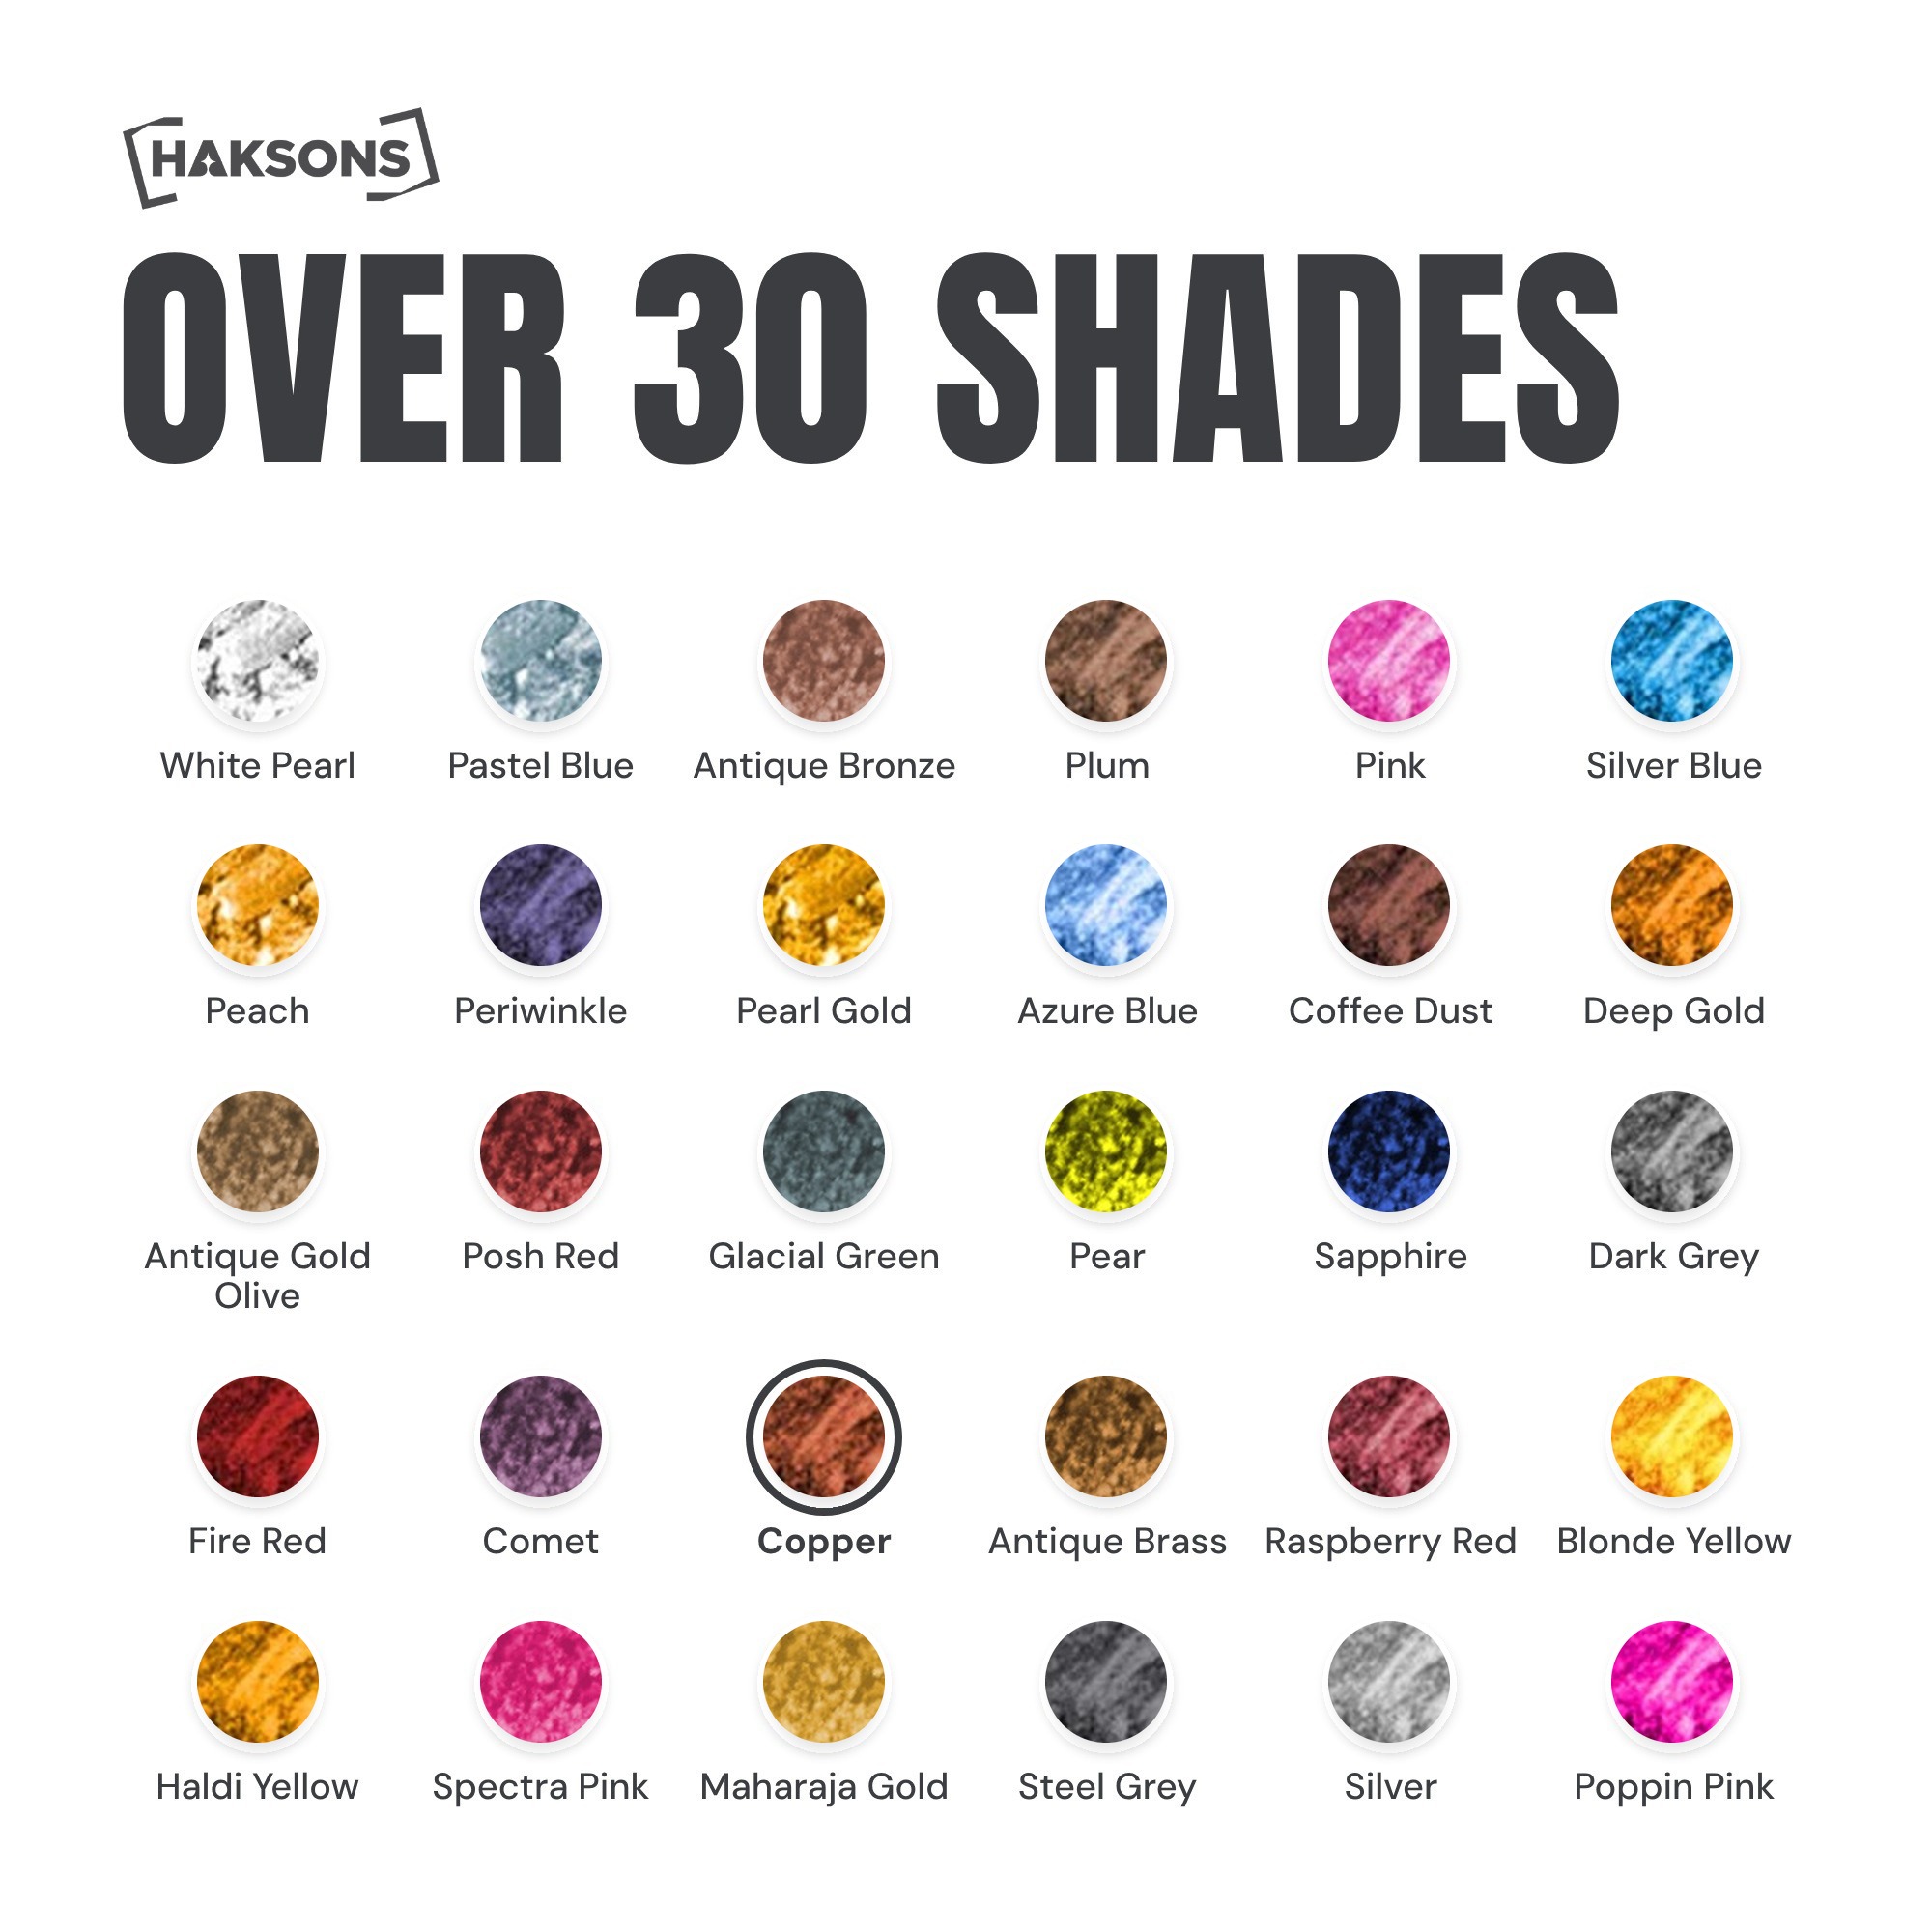 HAKSONS
OVER 30 SHADES
White Pearl
Pastel Blue
Antique Bronze
Plum
Pink
Silver Blue
Peach
Periwinkle
Pearl Gold
Azure Blue
Coffee Dust
Deep Gold
Antique Gold
Olive
Posh Red
Glacial Green
Pear
Sapphire
Dark Grey
Fire Red
Comet
Copper
Antique Brass
Raspberry Red
Blonde Yellow
Haldi Yellow
Spectra Pink
Maharaja Gold
Steel Grey
Silver
Poppin Pink